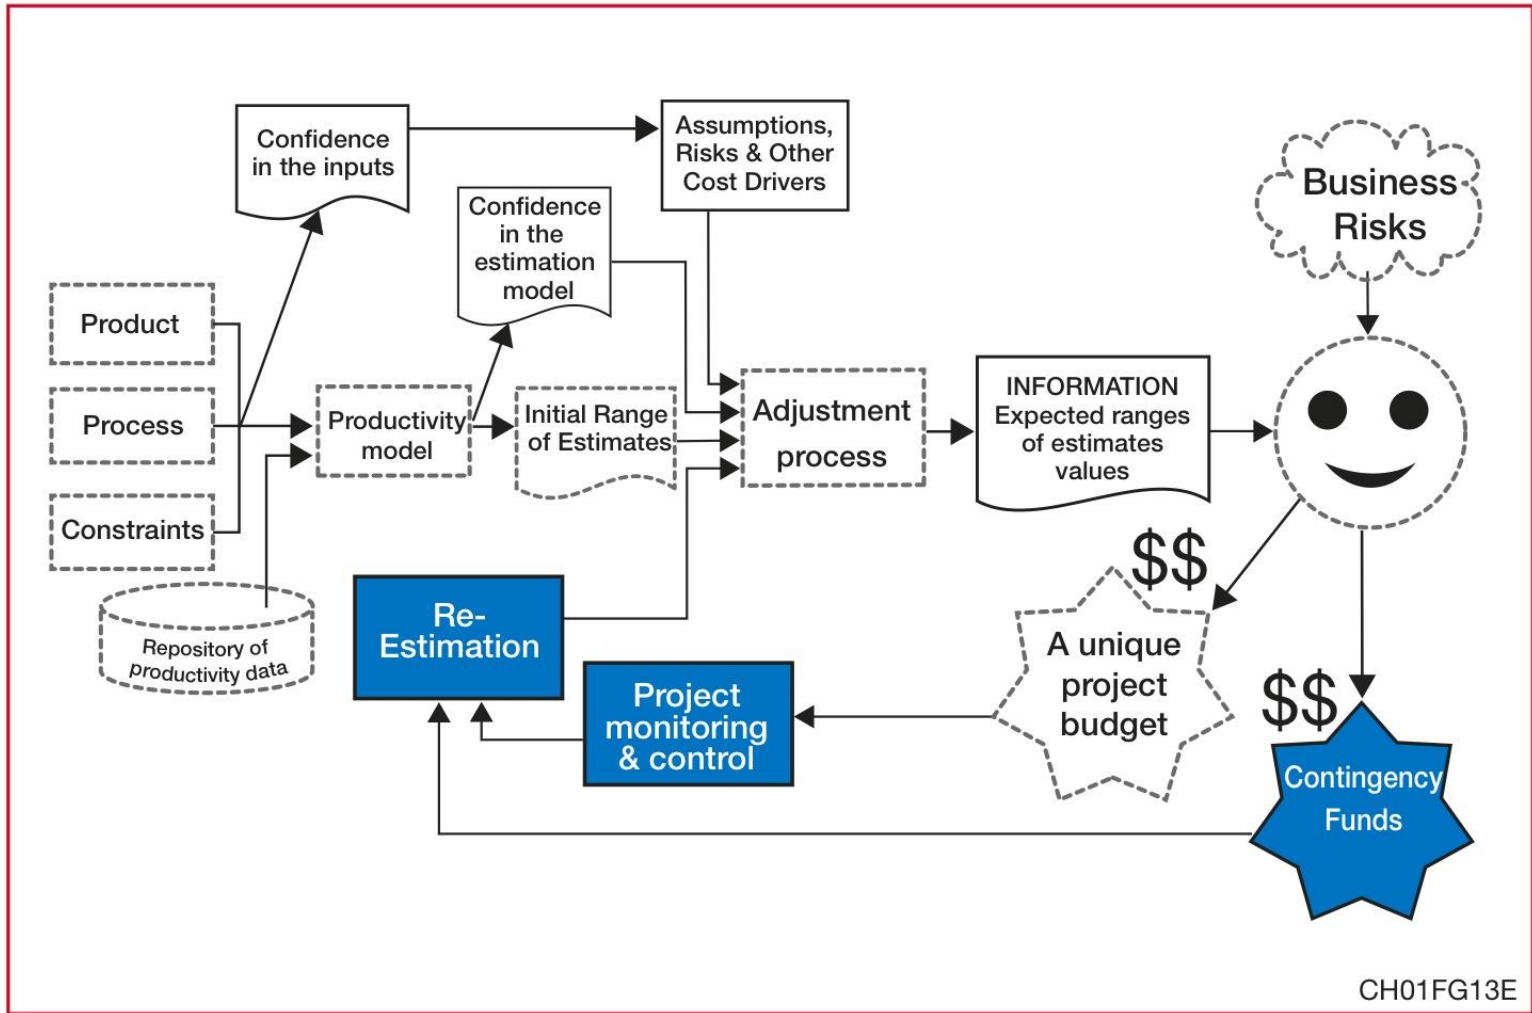 Confidence
in the inputs
Assumptions,
Risks & Other
Cost Drivers
Confidence
in the
estimation
model
Business
Risks
Product
Process
Constraints
Repository of
productivity data
Productivity
model
Initial Range
of Estimates
Adjustment
process
INFORMATION
Expected ranges
of estimates
values
$$
A unique
project
budget
$$
Contingency
Funds
Re-
Estimation
Project
monitoring
& control
CH01FG13E